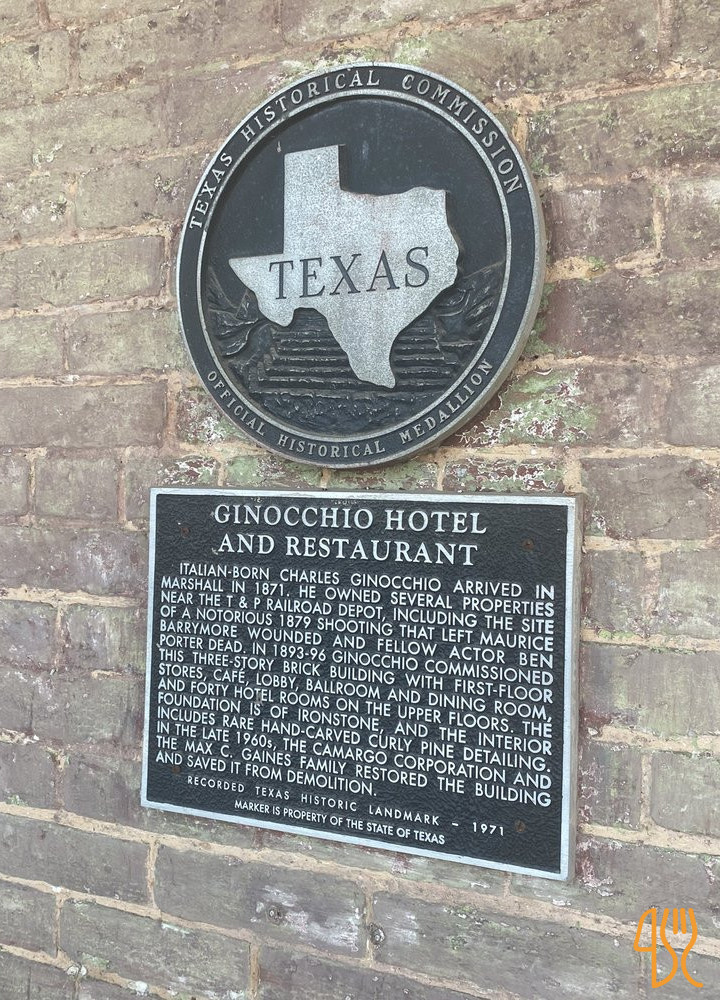 TEXAS HISTORICAL COMMISSION
TEXAS
OFFICIAL HISTORICAL MEDALLION
GINOCCHIO HOTEL
AND RESTAURANT
ITALIAN-BORN CHARLES GINOCCHIO ARRIVED IN
MARSHALL IN 1871. HE OWNED SEVERAL PROPERTIES
NEAR THE T & P RAILROAD DEPOT, INCLUDING THE SITE
OF A NOTORIOUS 1879 SHOOTING THAT LEFT MAURICE
BARRYMORE WOUNDED AND FELLOW ACTOR BEN
PORTER DEAD. IN 1893-96 GINOCCHIO COMMISSIONED
THIS THREE-STORY BRICK BUILDING WITH FIRST-FLOOR
STORES, CAFÉ, LOBBY, BALLROOM AND DINING ROOM,
AND FORTY HOTEL ROOMS ON THE UPPER FLOORS. THE
FOUNDATION IS OF IRONSTONE, AND THE INTERIOR
INCLUDES RARE HAND-CARVED CURLY PINE DETAILING.
IN THE LATE 1960s, THE CAMARGO CORPORATION AND
THE MAX C. GAINES FAMILY RESTORED THE BUILDING
AND SAVED IT FROM DEMOLITION.
RECORDED TEXAS HISTORIC LANDMARK – 1971
MARKER IS PROPERTY OF THE STATE OF TEXAS